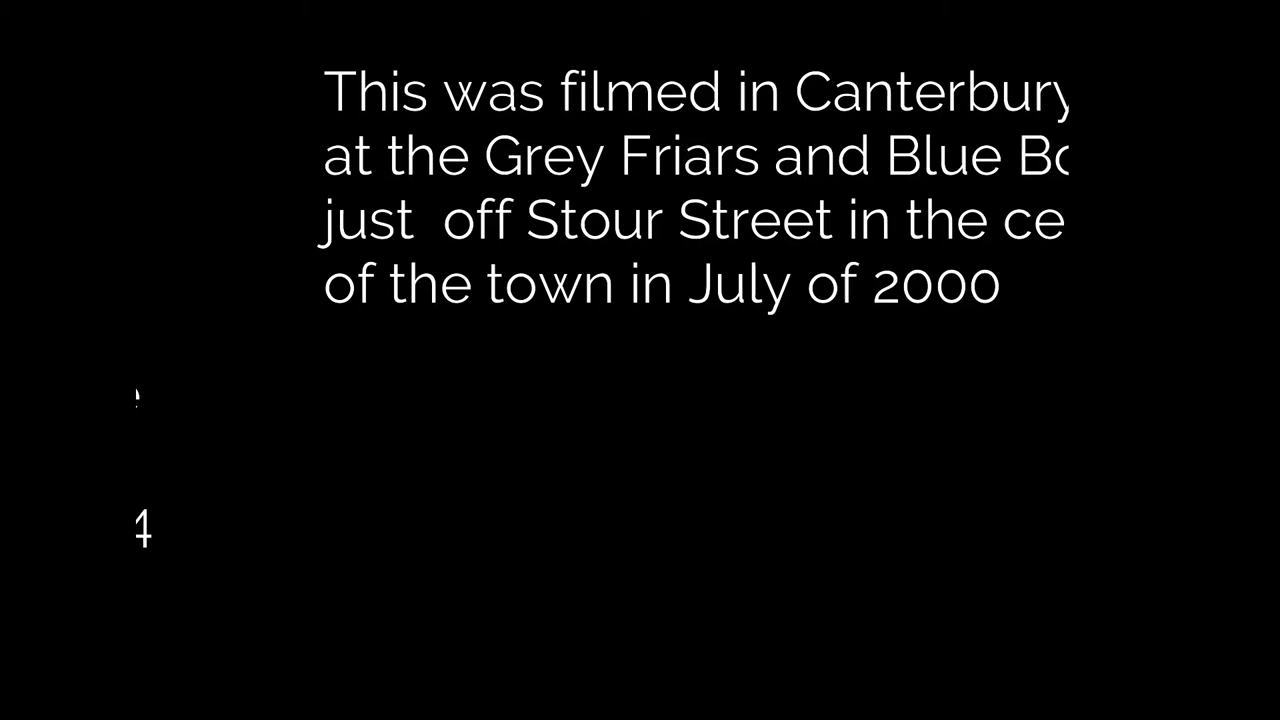 This was filmed in Canterbury
at the Grey Friars and Blue
just off Stour Street in the
of the town in July of 2000
4